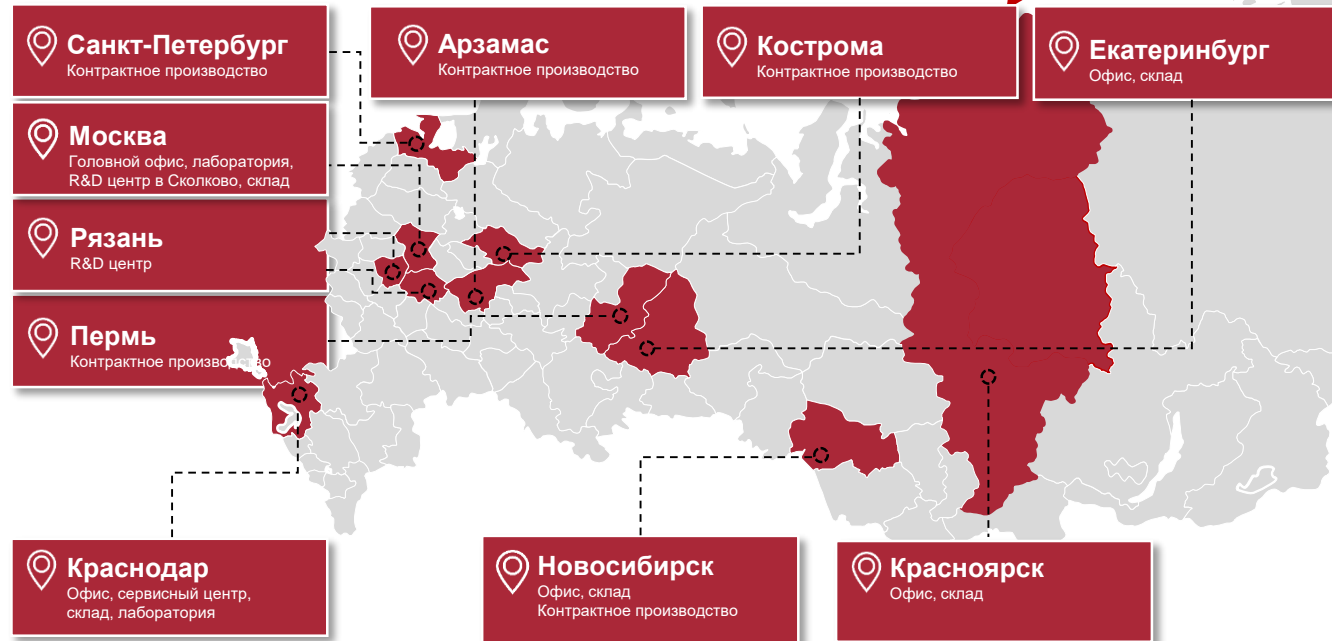 Санкт-Петербург
Контрактное производство
Арзамас
Контрактное производство
Кострома
Контрактное производство
Екатеринбург
Офис, склад
Москва
Головной офис, лаборатория,
R&D центр в Сколково, склад
Рязань
R&D центр
Пермь
Контрактное производство
Краснодар
Офис, сервисный центр,
склад, лаборатория
Новосибирск
Офис, склад
Контрактное производство
Красноярск
Офис, склад